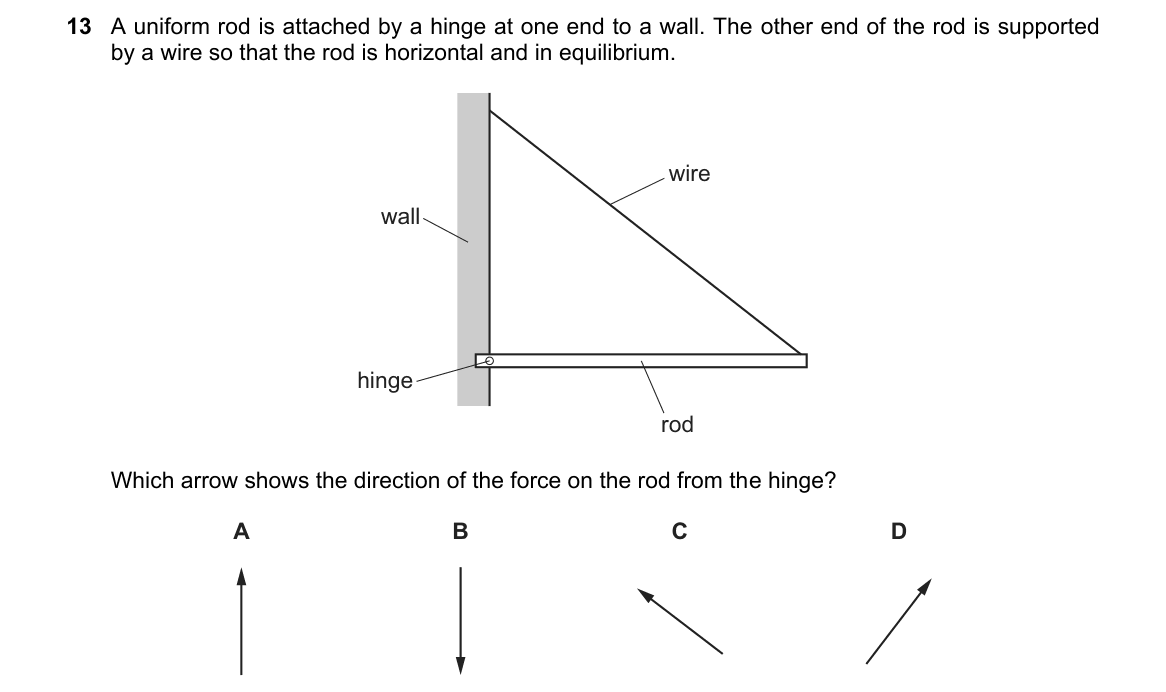 13 A uniform rod is attached by a hinge at one end to a wall. The other end of the rod is supported
by a wire so that the rod is horizontal and in equilibrium.
wire
wall
hinge
rod
Which arrow shows the direction of the force on the rod from the hinge?
A B C D